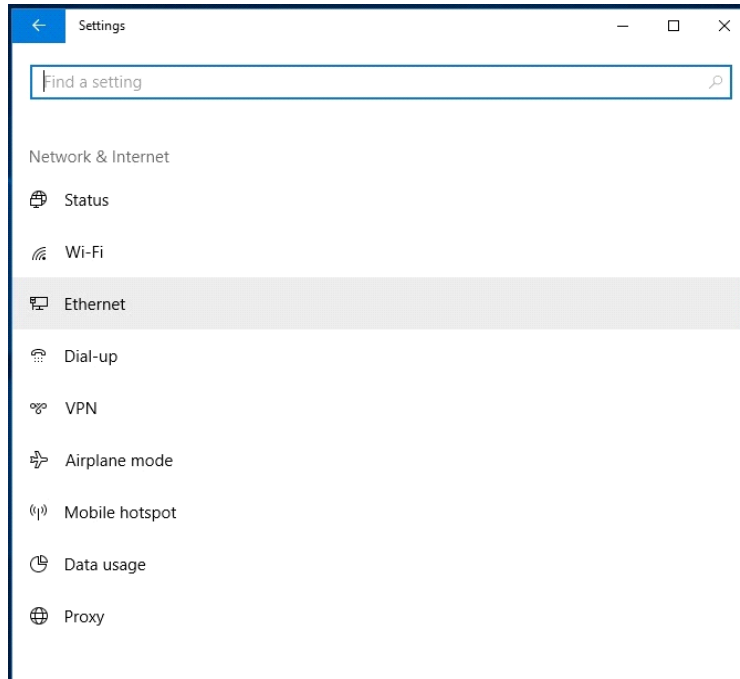 Settings
Find a setting
Network & Internet
Status
Wi-Fi
Ethernet
Dial-up
VPN
Airplane mode
Mobile hotspot
Data usage
Proxy